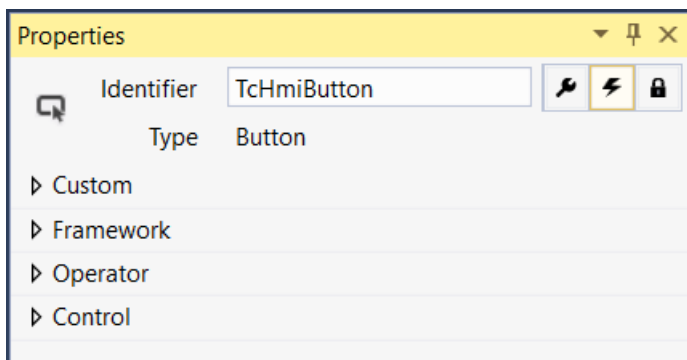 Properties
Identifier TcHmiButton
Type Button
Custom
Framework
Operator
Control